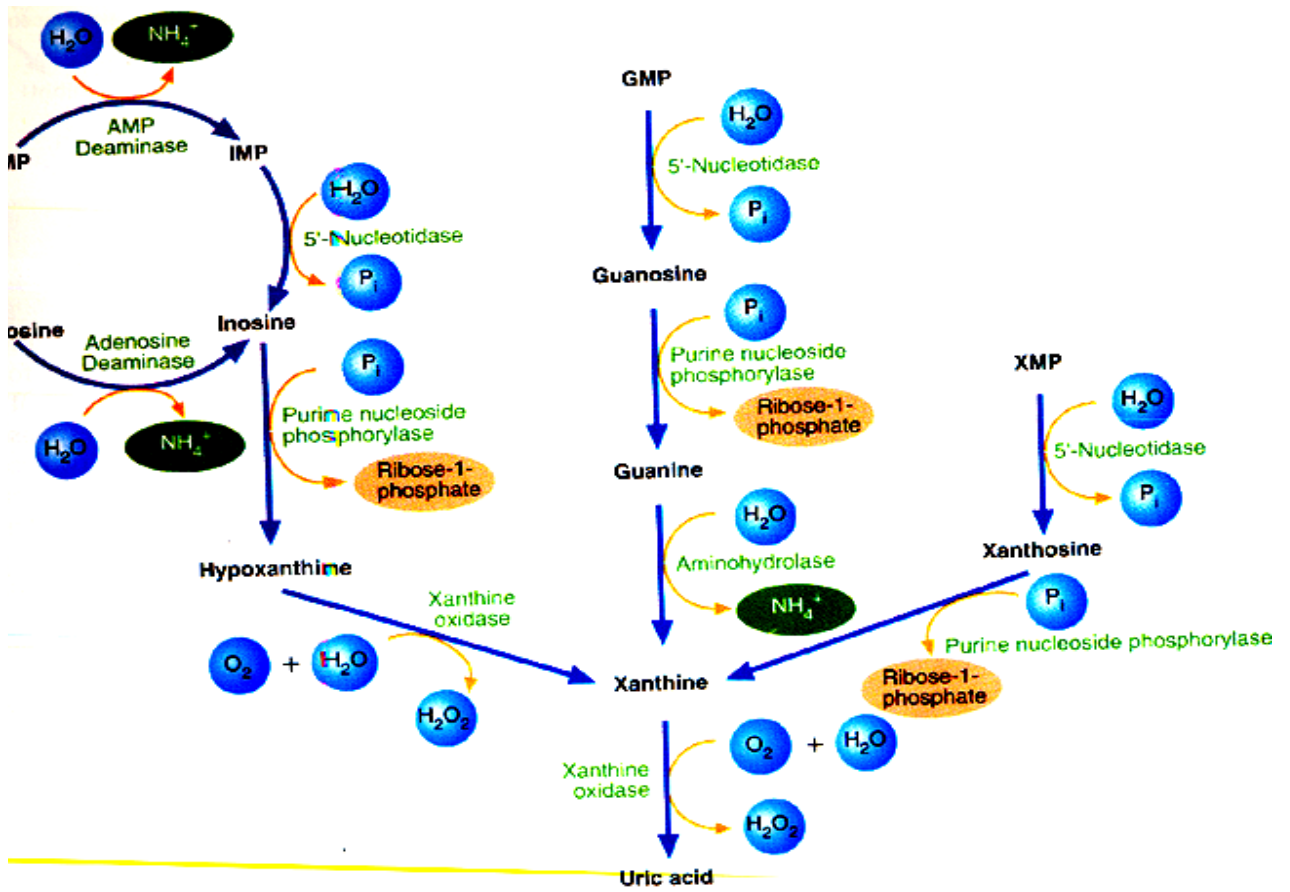 H₂O
NH₄⁺
AMP
Deaminase
MP
IMP
H₂O
5'-Nucleotidase
Pᵢ
osine
Inosine
Adenosine
Deaminase
H₂O
NH₄⁺
Pᵢ
Purine nucleoside
phosphorylase
Ribose-1-
phosphate
Hypoxanthine
Xanthine
oxidase
O₂ + H₂O
H₂O₂
GMP
H₂O
5'-Nucleotidase
Pᵢ
Guanosine
Pᵢ
Purine nucleoside
phosphorylase
Ribose-1-
phosphate
Guanine
H₂O
Aminohydrolase
NH₄⁺
XMP
H₂O
5'-Nucleotidase
Pᵢ
Xanthosine
Pᵢ
Purine nucleoside phosphorylase
Ribose-1-
phosphate
Xanthine
O₂ + H₂O
Xanthine
oxidase
H₂O₂
Uric acid